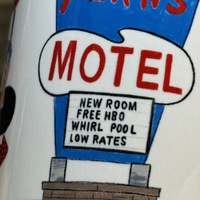 MOTEL
NEW ROOM
FREE HBO
WHIRL POOL
LOW RATES